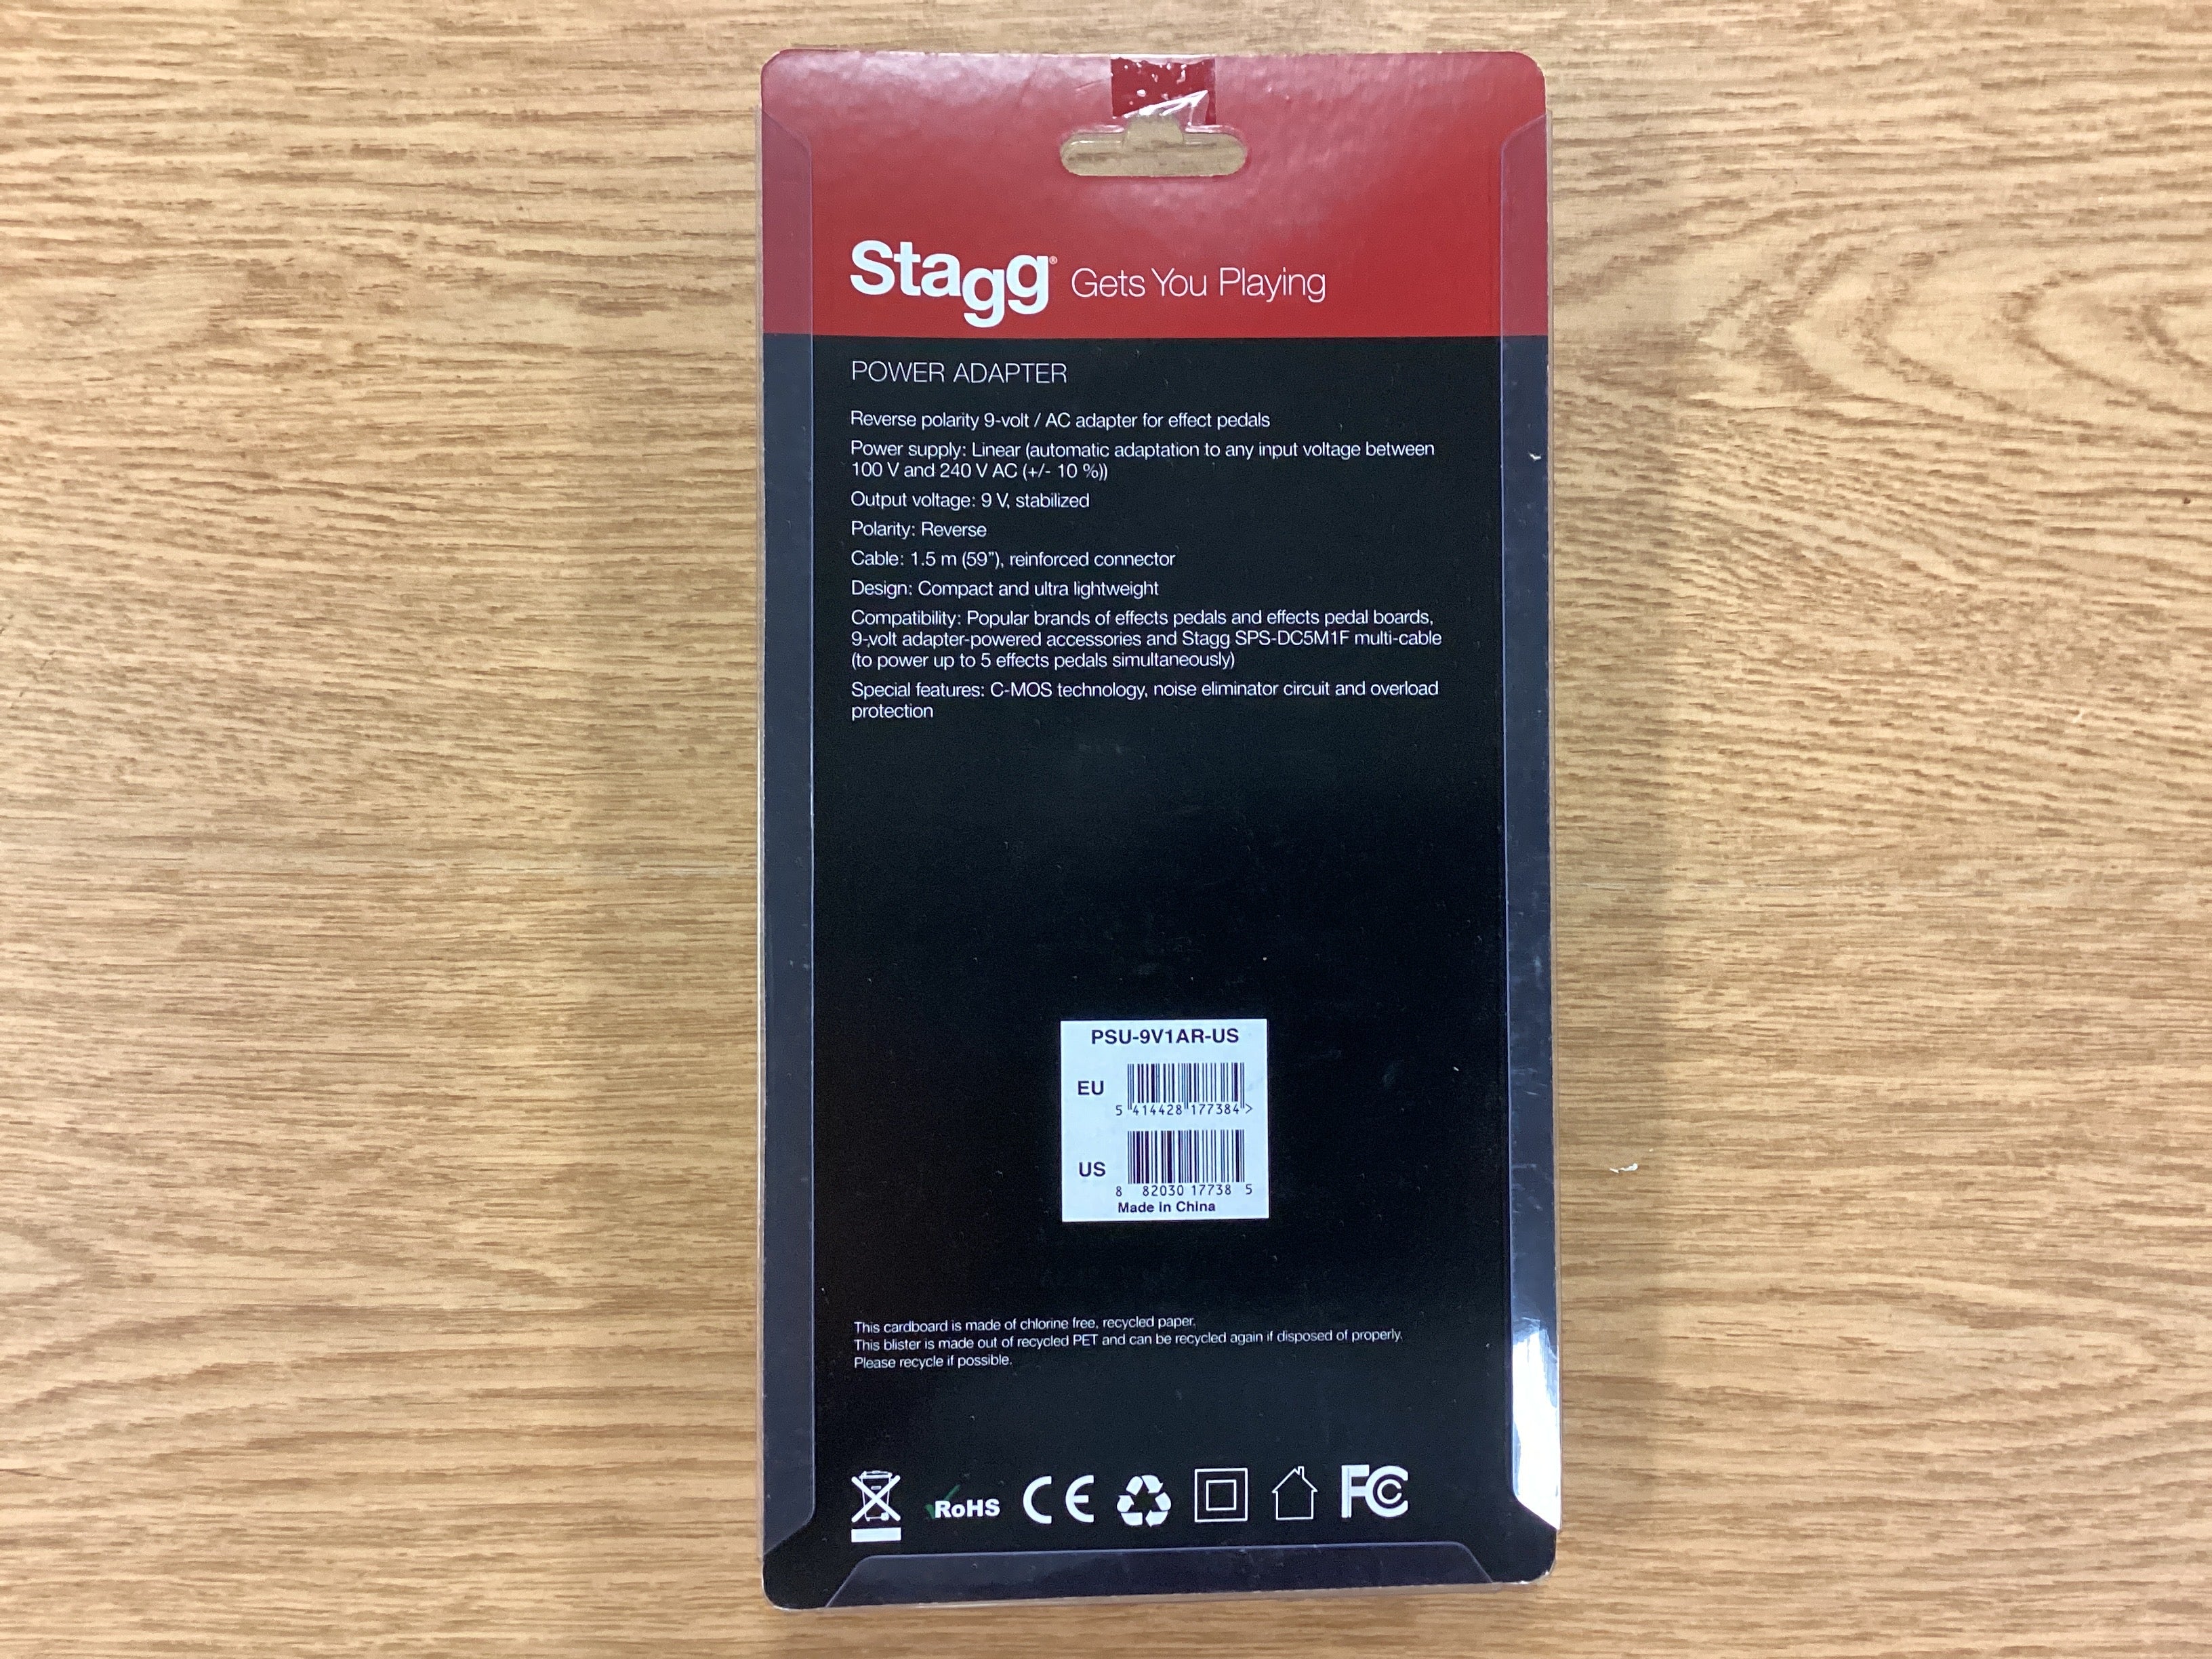 Stagg® Gets You Playing
POWER ADAPTER
Reverse polarity 9-volt / AC adapter for effect pedals
Power supply: Linear (automatic adaptation to any input voltage between
100 V and 240 V AC (+/- 10 %))
Output voltage: 9 V, stabilized
Polarity: Reverse
Cable: 1.5 m (59”), reinforced connector
Design: Compact and ultra lightweight
Compatibility: Popular brands of effects pedals and effects pedal boards,
9-volt adapter-powered accessories and Stagg SPS-DC5M1F multi-cable
(to power up to 5 effects pedals simultaneously)
Special features: C-MOS technology, noise eliminator circuit and overload
protection
PSU-9V1AR-US
EU
5 414428 177384 >
US
8 82030 17738 5
Made in China
This cardboard is made of chlorine free, recycled paper.
This blister is made out of recycled PET and can be recycled again if disposed of properly.
Please recycle if possible.
RoHS CE FC